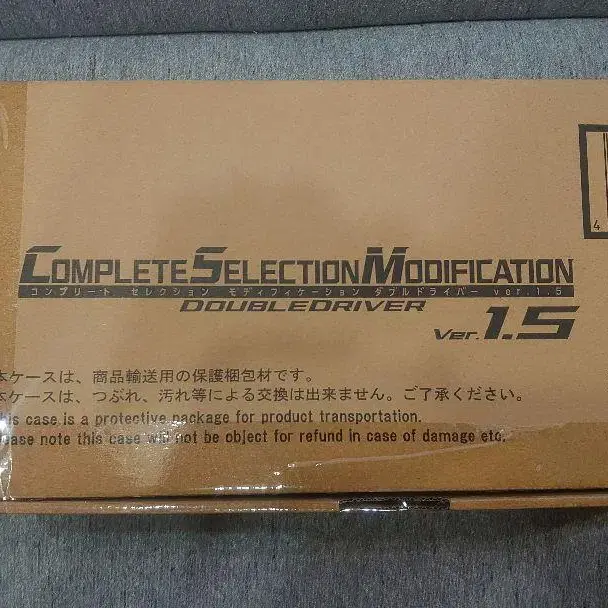 COMPLETE SELECTION MODIFICATION
コンプリート セレクション モディフィケーション ダブルドライバー ver.1.5
DOUBLEDRIVER
Ver. 1.5
本ケースは、商品輸送用の保護梱包材です。
本ケースは、つぶれ、汚れ等による交換は出来ません。ご了承ください。
is case is a protective package for product transportation.
ease note this case will not be object for refund in case of damage etc.
4